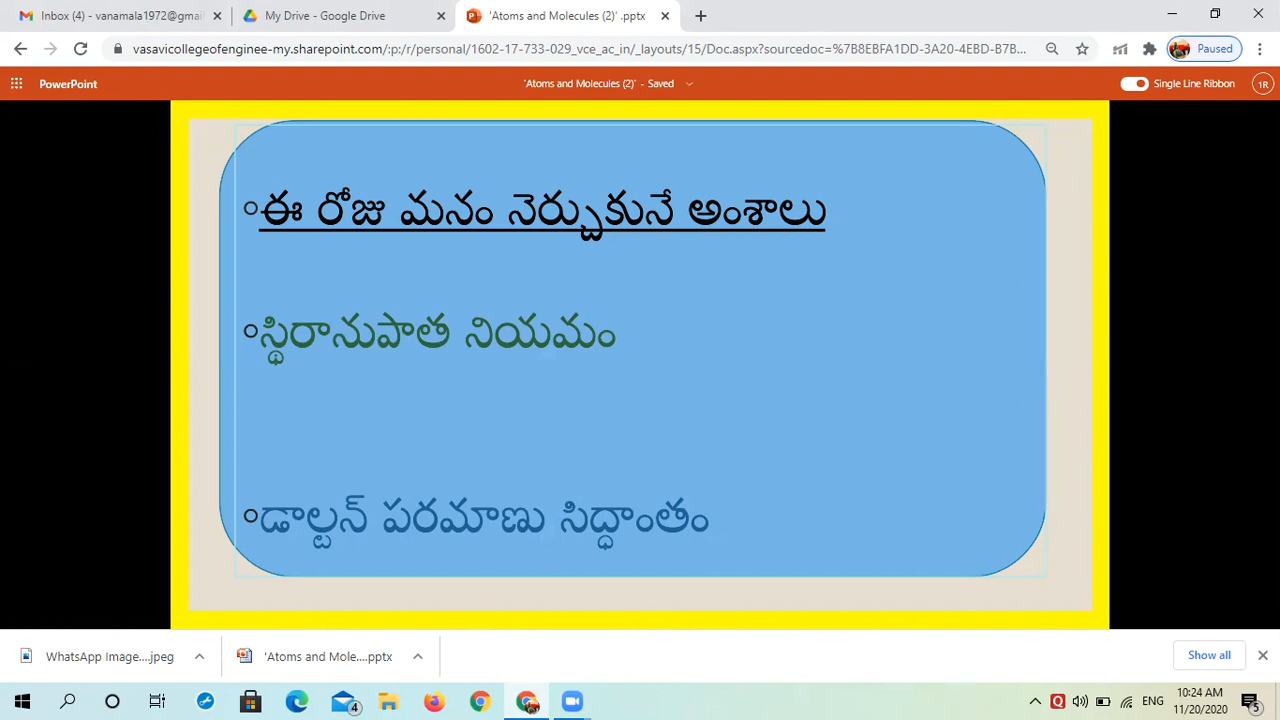 Inbox (4) - vanamala1972@gmail
My Drive - Google Drive
'Atoms and Molecules (2)' .pptx
vasavicollegeofenginee-my.sharepoint.com/:p:/r/personal/1602-17-733-029_vce_ac_in/_layouts/15/Doc.aspx?sourcedoc=%7B8EBFA1DD-3A20-4EBD-B7B...
Paused
PowerPoint
'Atoms and Molecules (2)' - Saved
Single Line Ribbon
1R
ఈ రోజు మనం నెర్చుకునే అంశాలు
స్థిరానుపాత నియమం
డాల్టన్ పరమాణు సిద్ధాంతం
WhatsApp Image....jpeg
'Atoms and Mole....pptx
Show all
4
ENG
10:24 AM
11/20/2020
5